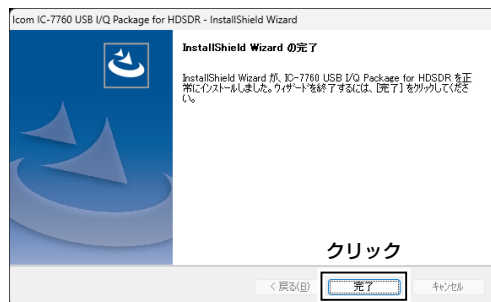 Icom IC-7760 USB I/Q Package for HDSDR - InstallShield Wizard
InstallShield Wizard の完了
InstallShield Wizard が、IC-7760 USB I/Q Package for HDSDR を正
常にインストールしました。ウィザードを終了するには、[完了] をクリックしてくださ
い。
クリック
< 戻る(B)
完了
キャンセル